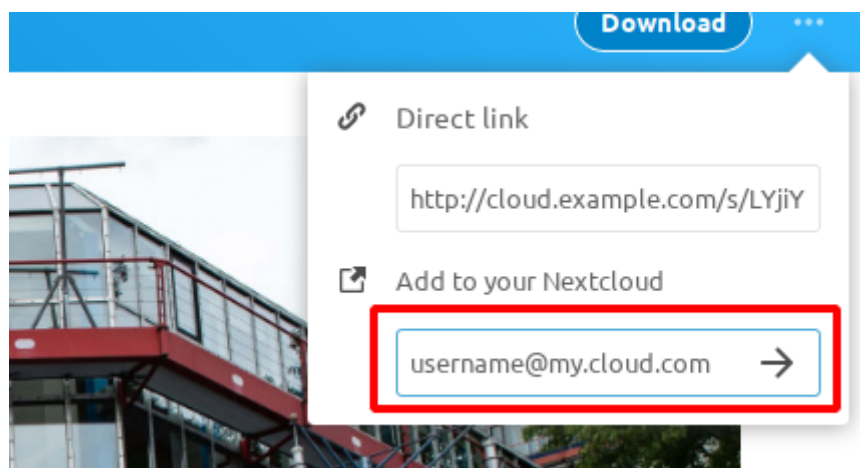 Download
Direct link
http://cloud.example.com/s/LYjiY
Add to your Nextcloud
username@my.cloud.com